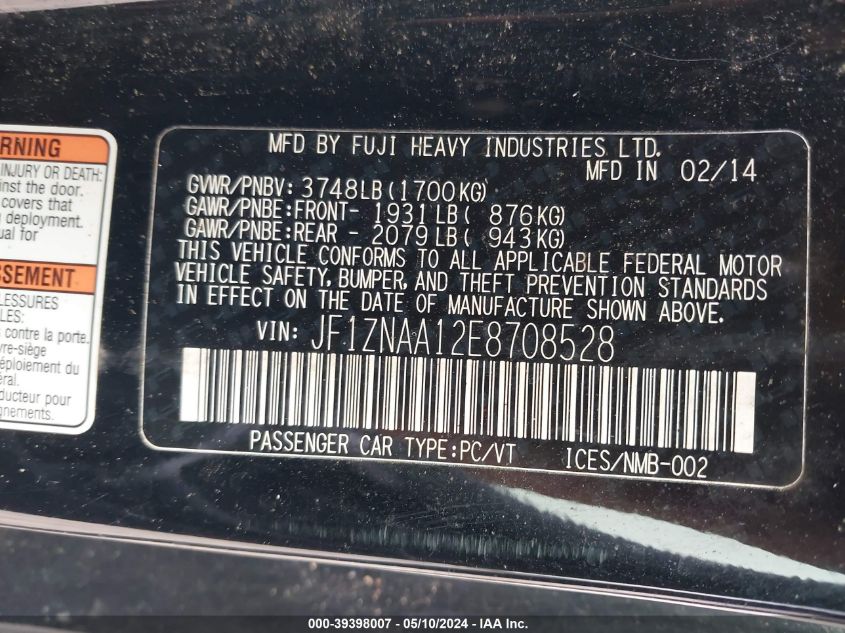 RNING
INJURY OR DEATH:
inst the door.
covers that
g deployment.
ual for
SSEMENT
LESSURES
LES:
contre la porte.
vre-siège
déploiement du
éral.
ducteur pour
gnements.
MFD BY FUJI HEAVY INDUSTRIES LTD.
MFD IN 02/14
GVWR/PNBV: 3748LB(1700KG)
GAWR/PNBE:FRONT- 1931LB( 876KG)
GAWR/PNBE:REAR - 2079LB( 943KG)
THIS VEHICLE CONFORMS TO ALL APPLICABLE FEDERAL MOTOR
VEHICLE SAFETY, BUMPER, AND THEFT PREVENTION STANDARDS
IN EFFECT ON THE DATE OF MANUFACTURE SHOWN ABOVE.
VIN: JF1ZNAA12E8708528
PASSENGER CAR TYPE:PC/VT ICES/NMB-002
000-39398007 - 05/10/2024 - IAA Inc.